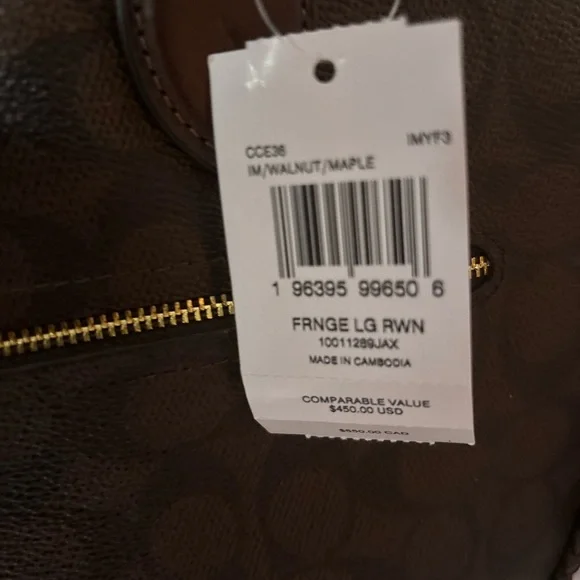 CCE36 IMYF3
IM/WALNUT/MAPLE
1 96395 99650 6
FRNGE LG RWN
10011289JAX
MADE IN CAMBODIA
COMPARABLE VALUE
$450.00 USD